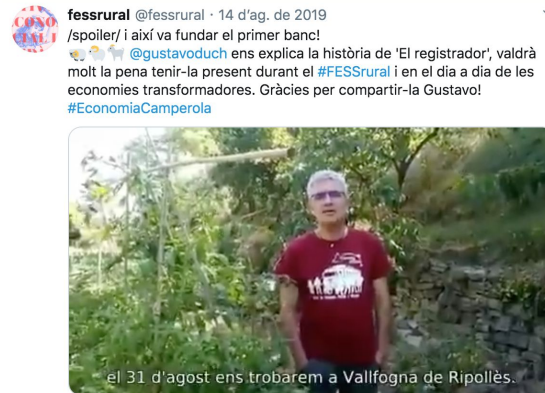 fessrural @fessrural · 14 d’ag. de 2019
/spoiler/ i així va fundar el primer banc!
@gustavoduch ens explica la història de 'El registrador', valdrà
molt la pena tenir-la present durant el #FESSrural i en el dia a dia de les
economies transformadores. Gràcies per compartir-la Gustavo!
#EconomiaCamperola
el 31 d'agost ens trobarem a Vallfogna de Ripollès.